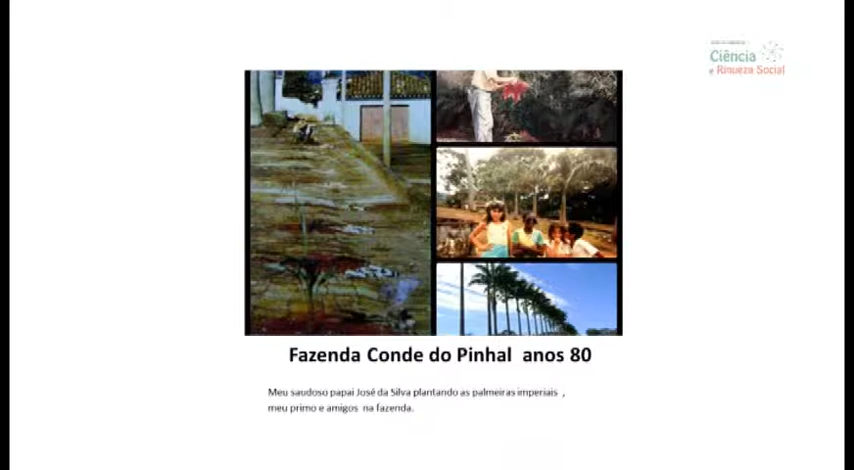 Ciência
e Riqueza Social
Fazenda Conde do Pinhal anos 80
Meu saudoso papai José da Silva plantando as palmeiras imperiais ,
meu primo e amigos na fazenda.